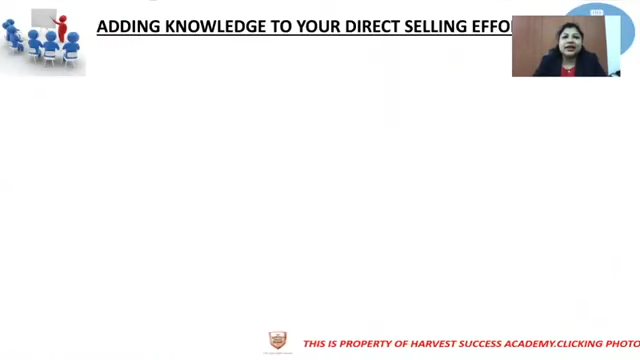 ADDING KNOWLEDGE TO YOUR DIRECT SELLING EFFO
THIS IS PROPERTY OF HARVEST SUCCESS ACADEMY.CLICKING PHOTO